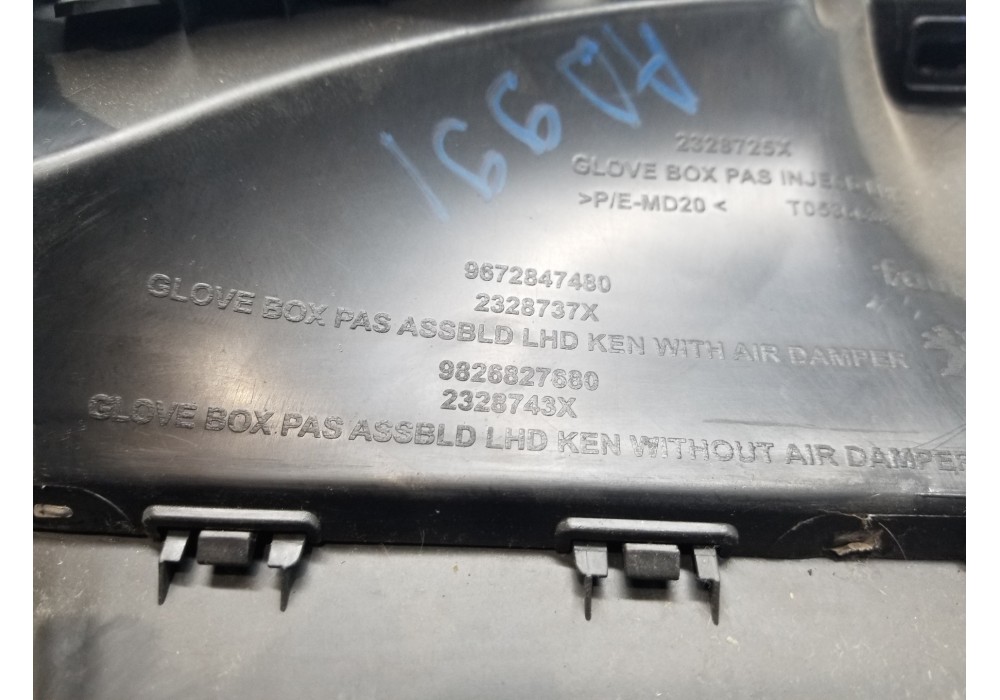 AD991
2328725X
GLOVE BOX PAS
>P/E-MD20<
9672847480
2328737X
GLOVE BOX PAS ASSBLD LHD KEN WITH AIR DAMPER
9826827680
2328743X
GLOVE BOX PAS ASSBLD LHD KEN WITHOUT AIR DAMPER